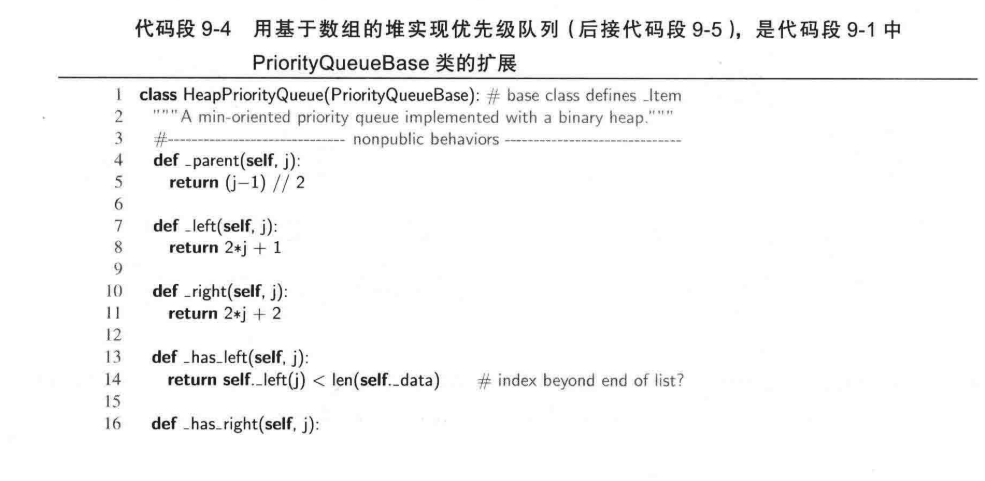 代码段 9-4 用基于数组的堆实现优先级队列（后接代码段 9-5），是代码段 9-1 中
PriorityQueueBase 类的扩展
1 class HeapPriorityQueue(PriorityQueueBase): # base class defines _Item
2 """A min-oriented priority queue implemented with a binary heap."""
3 #------------------------------ nonpublic behaviors ------------------------------
4 def _parent(self, j):
5 return (j−1) // 2
6
7 def _left(self, j):
8 return 2*j + 1
9
10 def _right(self, j):
11 return 2*j + 2
12
13 def _has_left(self, j):
14 return self._left(j) < len(self._data) # index beyond end of list?
15
16 def _has_right(self, j):